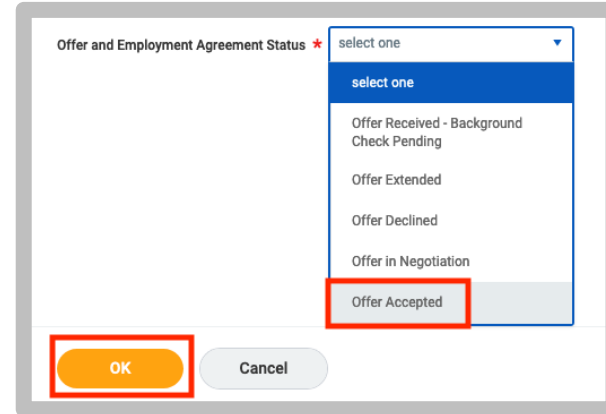 Offer and Employment Agreement Status * select one
select one
Offer Received - Background
Check Pending
Offer Extended
Offer Declined
Offer in Negotiation
Offer Accepted
OK Cancel